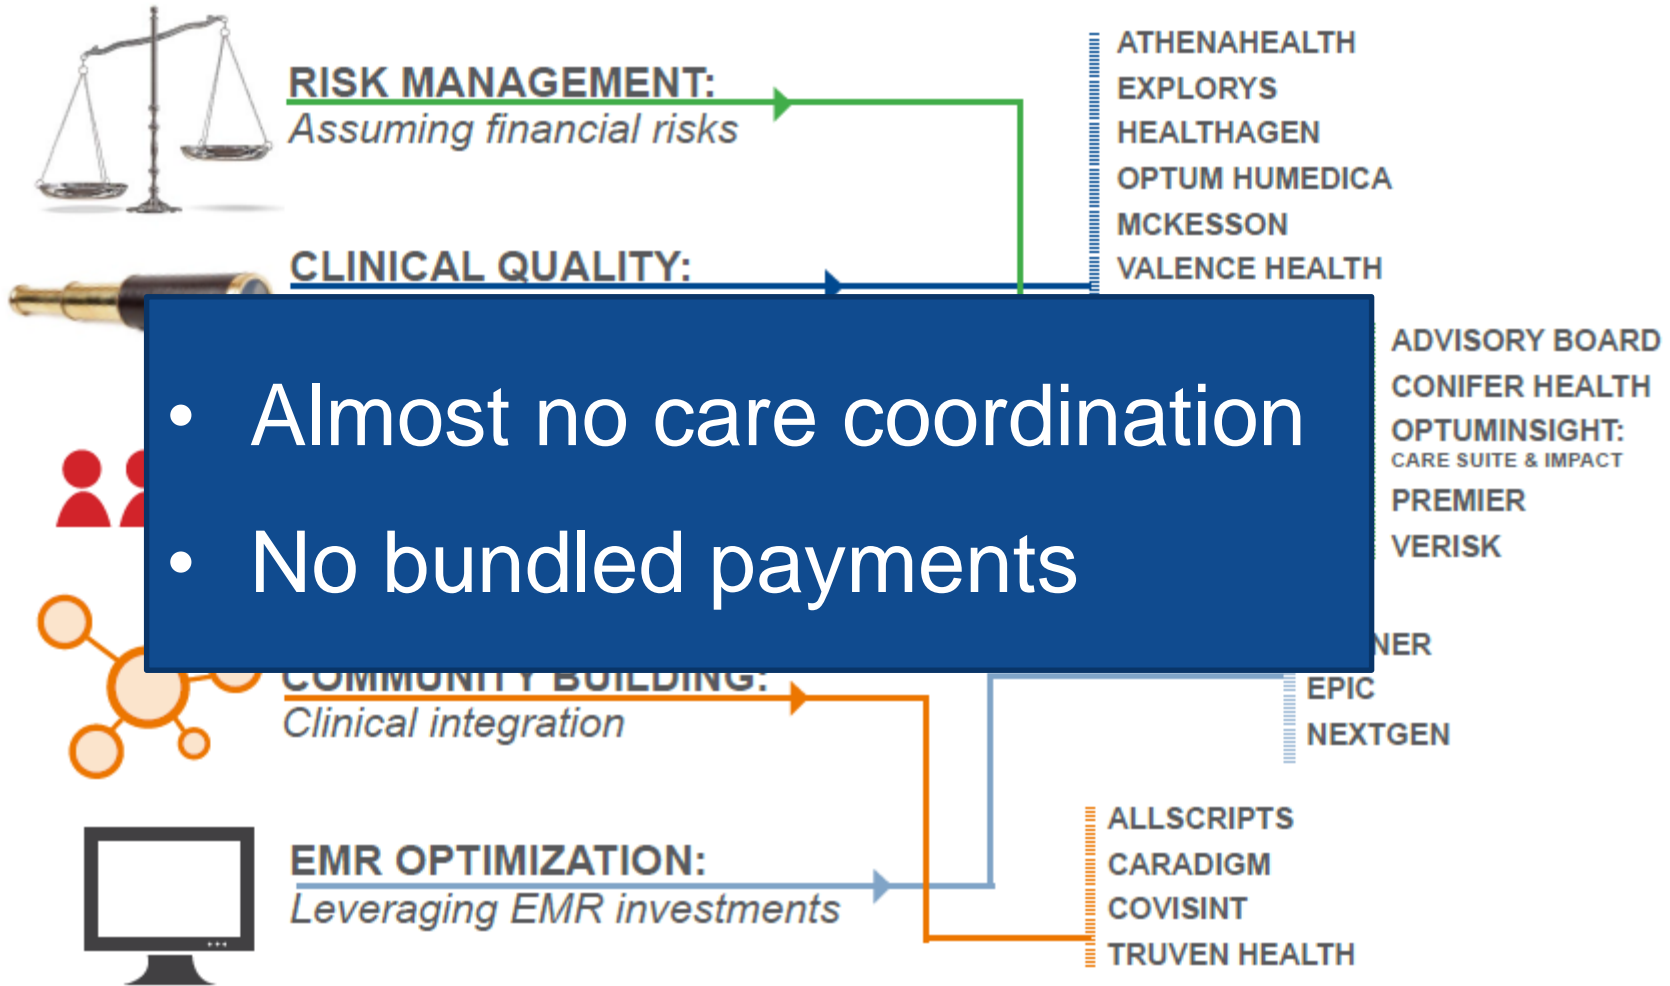 RISK MANAGEMENT:
Assuming financial risks
CLINICAL QUALITY:
• Almost no care coordination
• No bundled payments
COMMUNITY BUILDING:
Clinical integration
EMR OPTIMIZATION:
Leveraging EMR investments
ATHENAHEALTH
EXPLORYS
HEALTHAGEN
OPTUM HUMEDICA
MCKESSON
VALENCE HEALTH
ADVISORY BOARD
CONIFER HEALTH
OPTUMINSIGHT:
CARE SUITE & IMPACT
PREMIER
VERISK
NER
EPIC
NEXTGEN
ALLSCRIPTS
CARADIGM
COVISINT
TRUVEN HEALTH